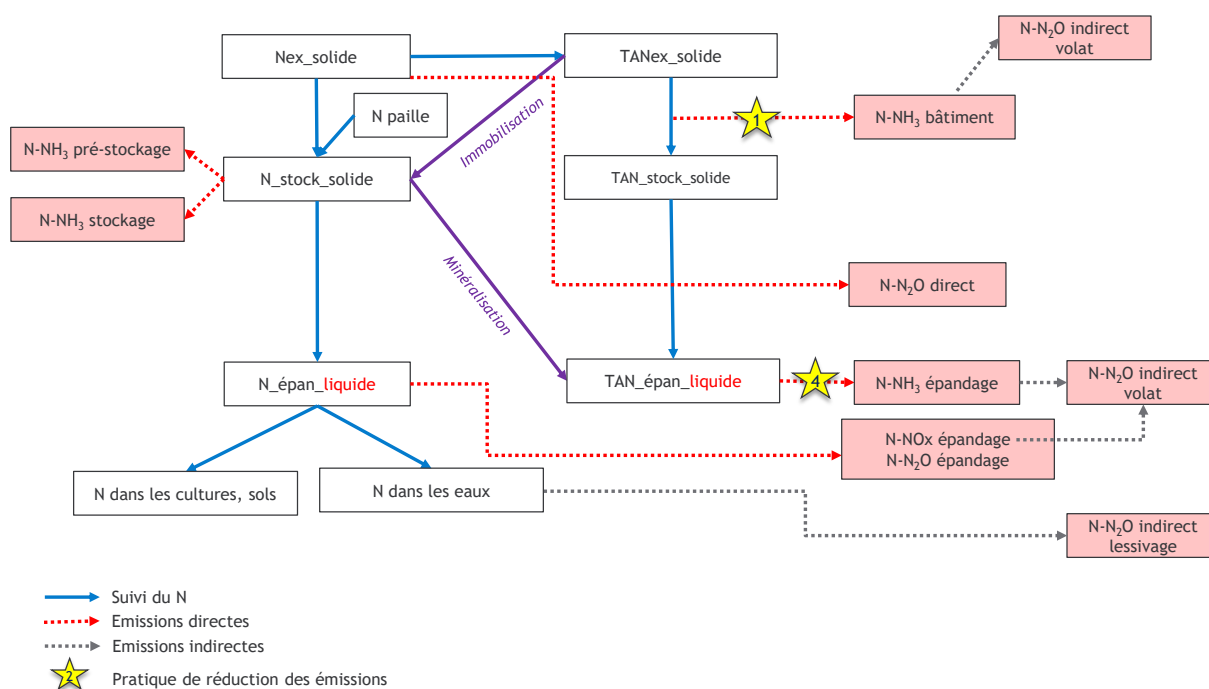 N-N₂O indirect
volat
Nex_solide
TANex_solide
N paille
1
N-NH₃ bâtiment
Immobilisation
N-NH₃ pré-stockage
N_stock_solide
TAN_stock_solide
N-NH₃ stockage
Minéralisation
N-N₂O direct
N_épan_liquide
TAN_épan_liquide
4
N-NH₃ épandage
N-N₂O indirect
volat
N-NOx épandage
N-N₂O épandage
N dans les cultures, sols
N dans les eaux
N-N₂O indirect
lessivage
Suivi du N
Emissions directes
Emissions indirectes
2
Pratique de réduction des émissions